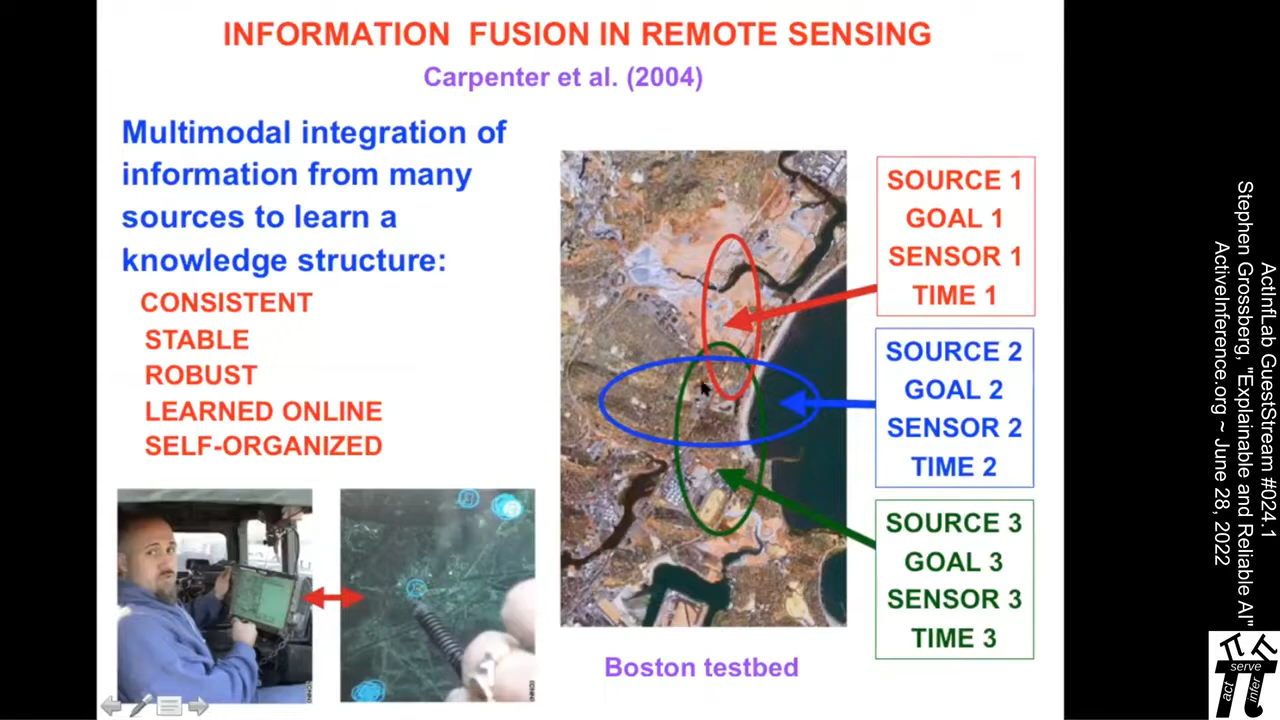 INFORMATION FUSION IN REMOTE SENSING
Carpenter et al. (2004)
Multimodal integration of
information from many
sources to learn a
knowledge structure:
CONSISTENT
STABLE
ROBUST
LEARNED ONLINE
SELF-ORGANIZED
SOURCE 1
GOAL 1
SENSOR 1
TIME 1
SOURCE 2
GOAL 2
SENSOR 2
TIME 2
SOURCE 3
GOAL 3
SENSOR 3
TIME 3
Boston testbed
ActInfLab GuestStream #024.1
Stephen Grossberg, "Explainable and Reliable AI"
ActiveInference.org ~ June 28, 2022
act
serve
infer